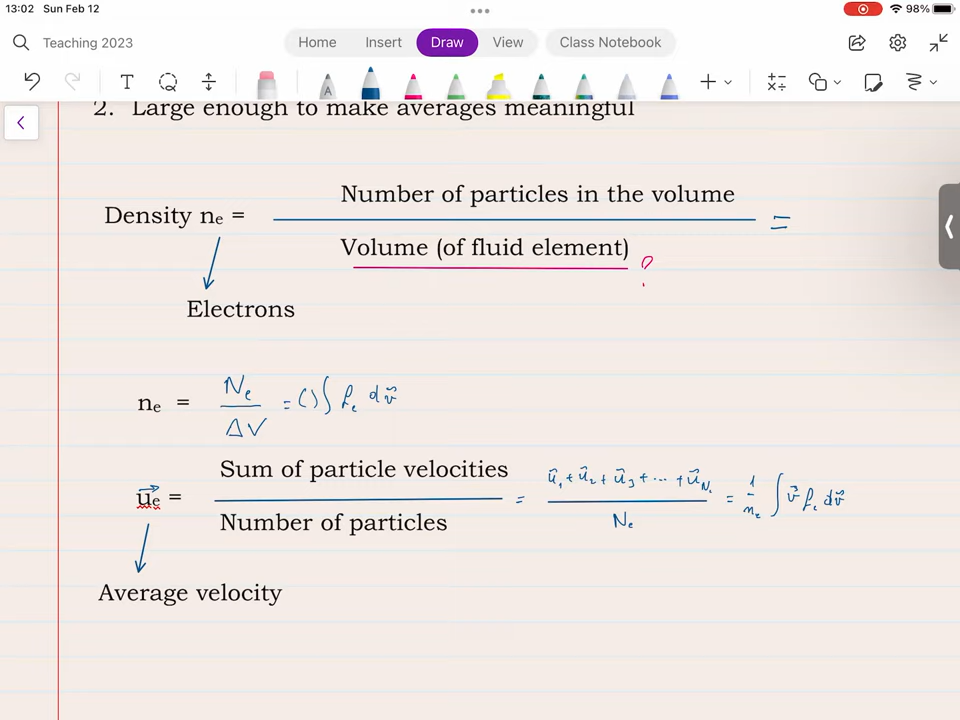 13:02 Sun Feb 12 98%
Teaching 2023 Home Insert Draw View Class Notebook
T A
2. Large enough to make averages meaningful
Number of particles in the volume
Density nₑ = =
Volume (of fluid element) ?
Electrons
nₑ = Nₑ / ΔV = ( ) ∫ fₑ dv⃗
Sum of particle velocities
u⃗ₑ = = u⃗₁ + u⃗₂ + u⃗₃ + ... + u⃗_Nₑ / Nₑ = 1/nₑ ∫ v⃗ fₑ dv⃗
Number of particles
Average velocity